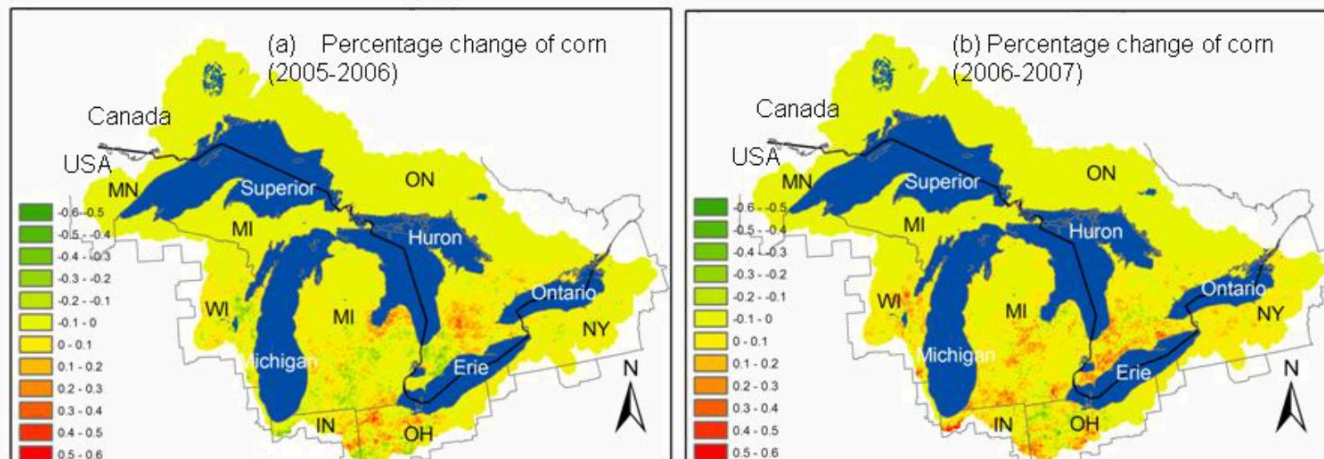 (a) Percentage change of corn
(2005-2006)
Canada
USA
MN
Superior
ON
MI
Huron
WI
MI
Ontario
NY
Michigan
Erie
IN
OH
N
-0.6 - -0.5
-0.5 - -0.4
-0.4 - -0.3
-0.3 - -0.2
-0.2 - -0.1
-0.1 - 0
0 - 0.1
0.1 - 0.2
0.2 - 0.3
0.3 - 0.4
0.4 - 0.5
0.5 - 0.6
(b) Percentage change of corn
(2006-2007)
Canada
USA
MN
Superior
ON
MI
Huron
WI
MI
Ontario
NY
Michigan
Erie
IN
OH
N
-0.6 - -0.5
-0.5 - -0.4
-0.4 - -0.3
-0.3 - -0.2
-0.2 - -0.1
-0.1 - 0
0 - 0.1
0.1 - 0.2
0.2 - 0.3
0.3 - 0.4
0.4 - 0.5
0.5 - 0.6